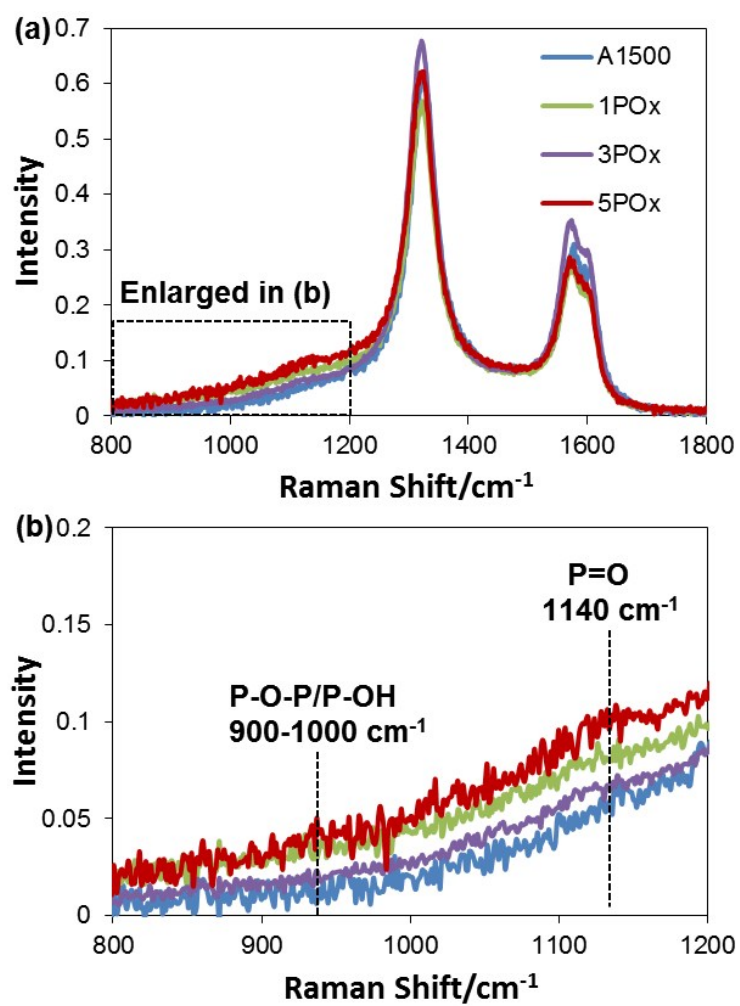 (a)
0.7
0.6
0.5
0.4
0.3
0.2
0.1
0
Intensity
A1500
1POx
3POx
5POx
Enlarged in (b)
800 1000 1200 1400 1600 1800
Raman Shift/cm⁻¹
(b)
0.2
0.15
0.1
0.05
0
Intensity
P=O
1140 cm⁻¹
P-O-P/P-OH
900-1000 cm⁻¹
800 900 1000 1100 1200
Raman Shift/cm⁻¹